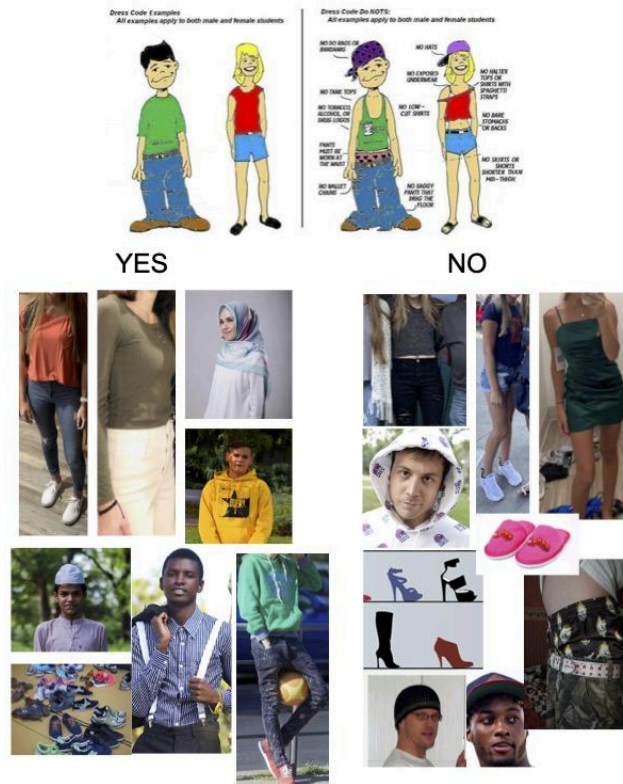 Dress Code Examples
All examples apply to both male and female students
Dress Code Do NOTS:
All examples apply to both male and female students
NO DO-RAGS OR
BANDANAS
NO HATS
NO EXPOSED
UNDERWEAR
NO HALTER
TOPS OR
SHIRTS WITH
SPAGHETTI
STRAPS
NO TANK TOPS
NO TOBACCO,
ALCOHOL, OR
DRUG LOGOS
NO LOW-
CUT SHIRTS
NO BARE
STOMACHS
OR BACKS
PANTS
MUST BE
WORN AT
THE WAIST
NO SKIRTS OR
SHORTS
SHORTER THAN
MID-THIGH
NO WALLET
CHAINS
NO BAGGY
PANTS THAT
DRAG THE
FLOOR
YES
NO